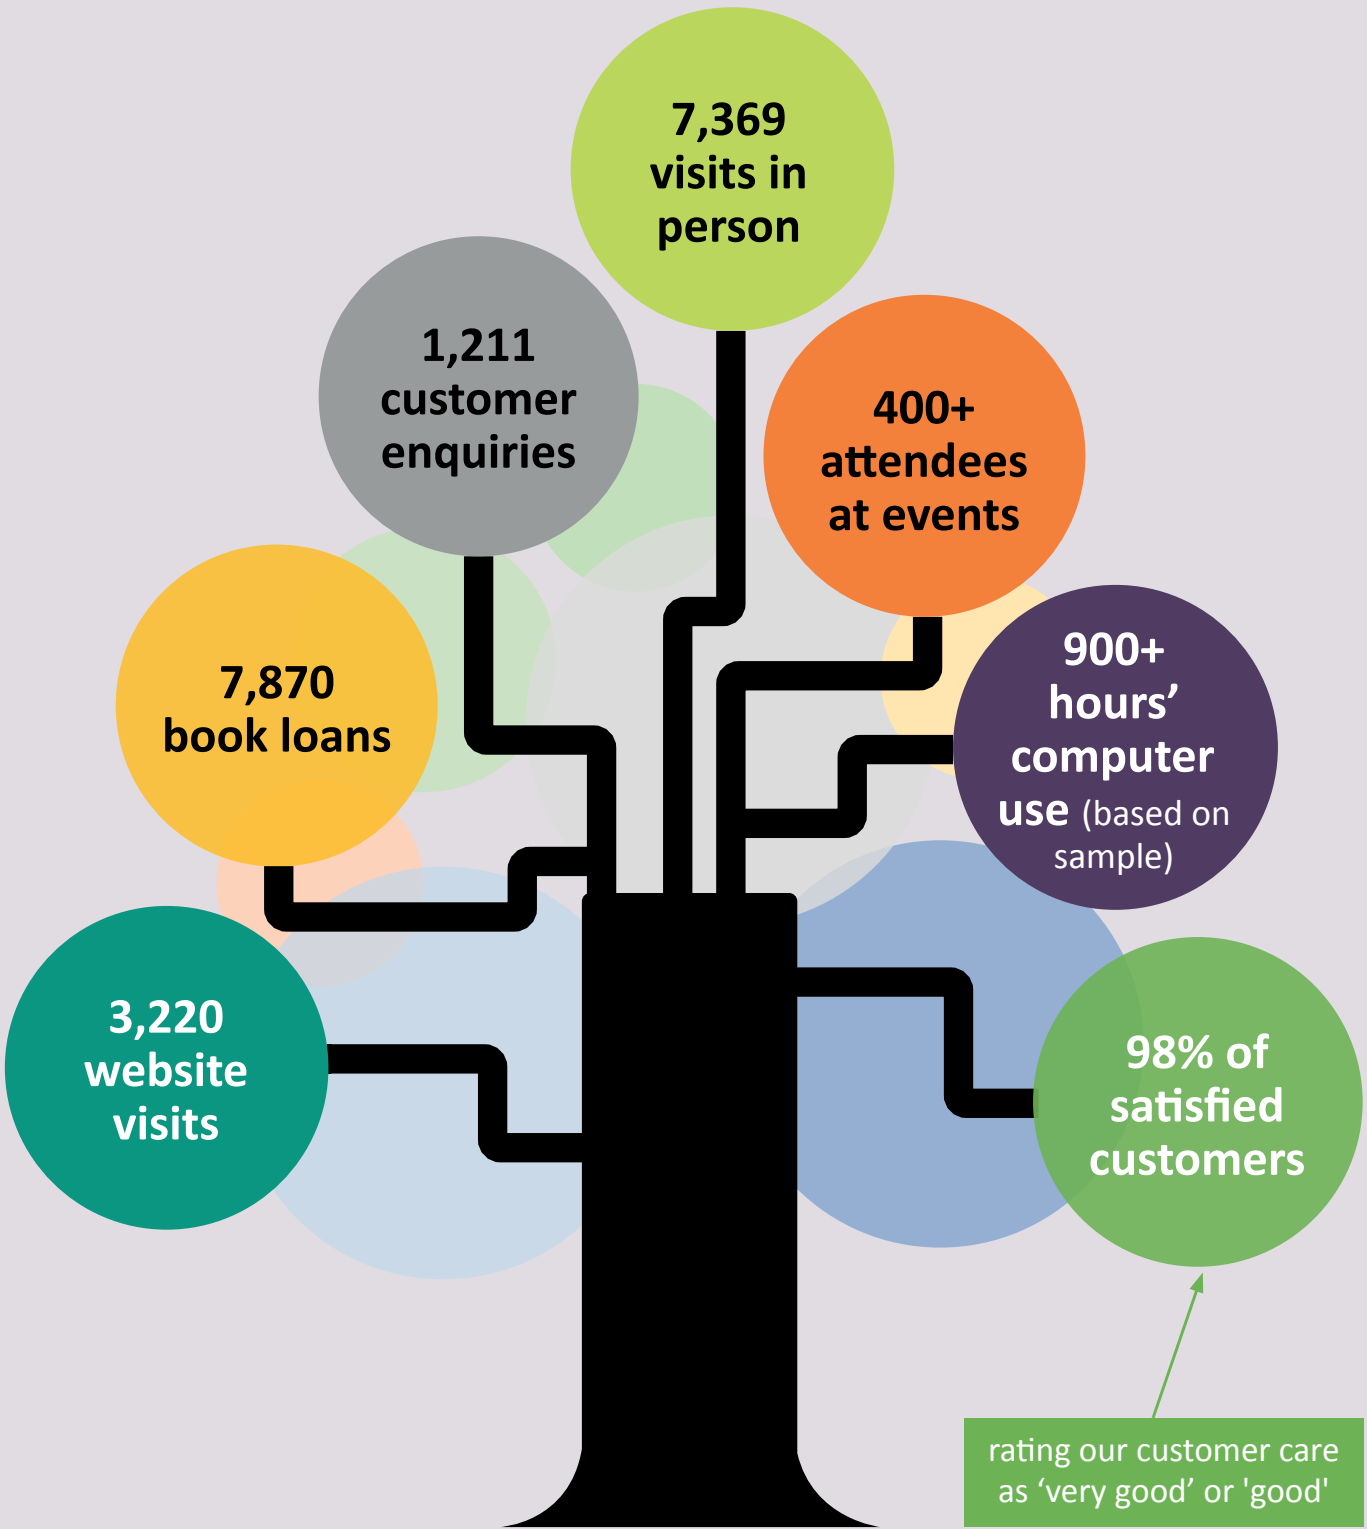 7,369
visits in
person
1,211
customer
enquiries
400+
attendees
at events
7,870
book loans
900+
hours’
computer
use (based on
sample)
3,220
website
visits
98% of
satisfied
customers
rating our customer care
as ‘very good’ or 'good'